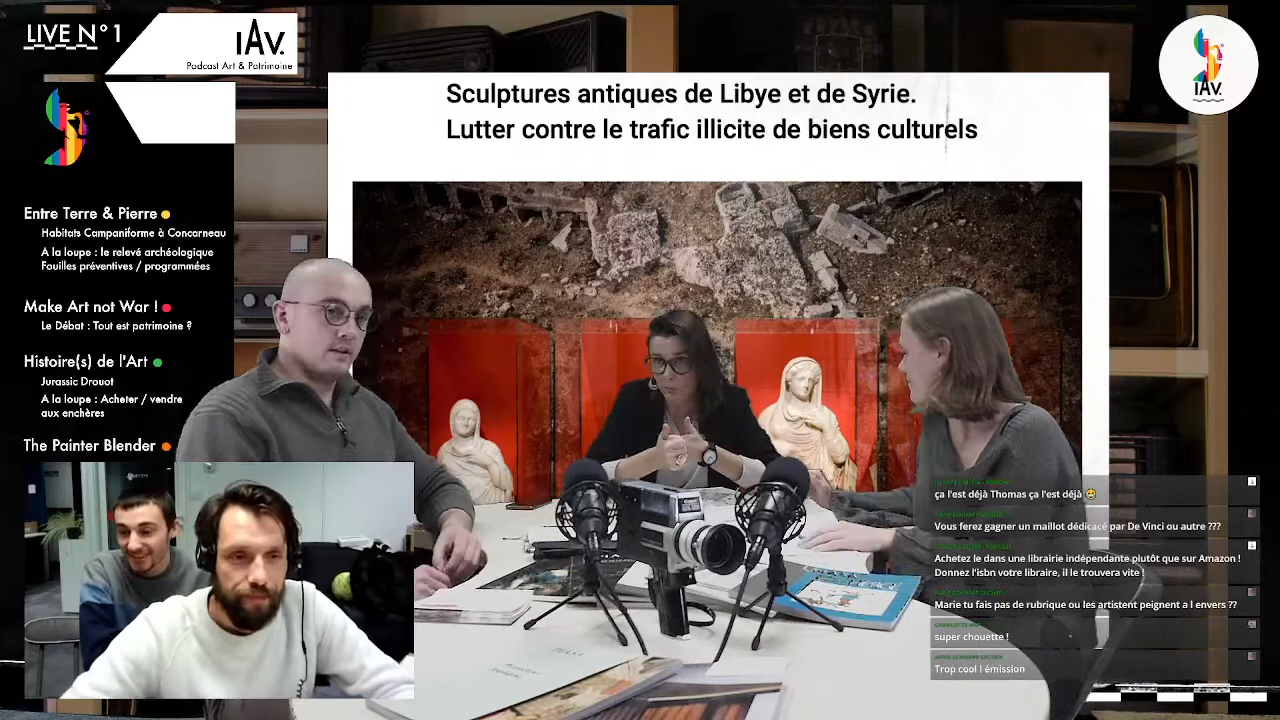 LIVE N° 1
IAV.
Podcast Art & Patrimoine
IAV.
Sculptures antiques de Libye et de Syrie.
Lutter contre le trafic illicite de biens culturels
Entre Terre & Pierre
Habitats Campaniforme à Concarneau
A la loupe : le relevé archéologique
Fouilles préventives / programmées
Make Art not War !
Le Débat : Tout est patrimoine ?
Histoire(s) de l'Art
Jurassic Drouot
A la loupe : Acheter / vendre
aux enchères
The Painter Blender
ça l'est déjà Thomas ça l'est déjà
Vous ferez gagner un maillot dédicacé par De Vinci ou autre ???
Achetez le dans une librairie indépendante plutôt que sur Amazon !
Donnez l'isbn votre libraire, il le trouvera vite !
Marie tu fais pas de rubrique ou les artistent peignent a l envers ??
super chouette !
Trop cool l émission